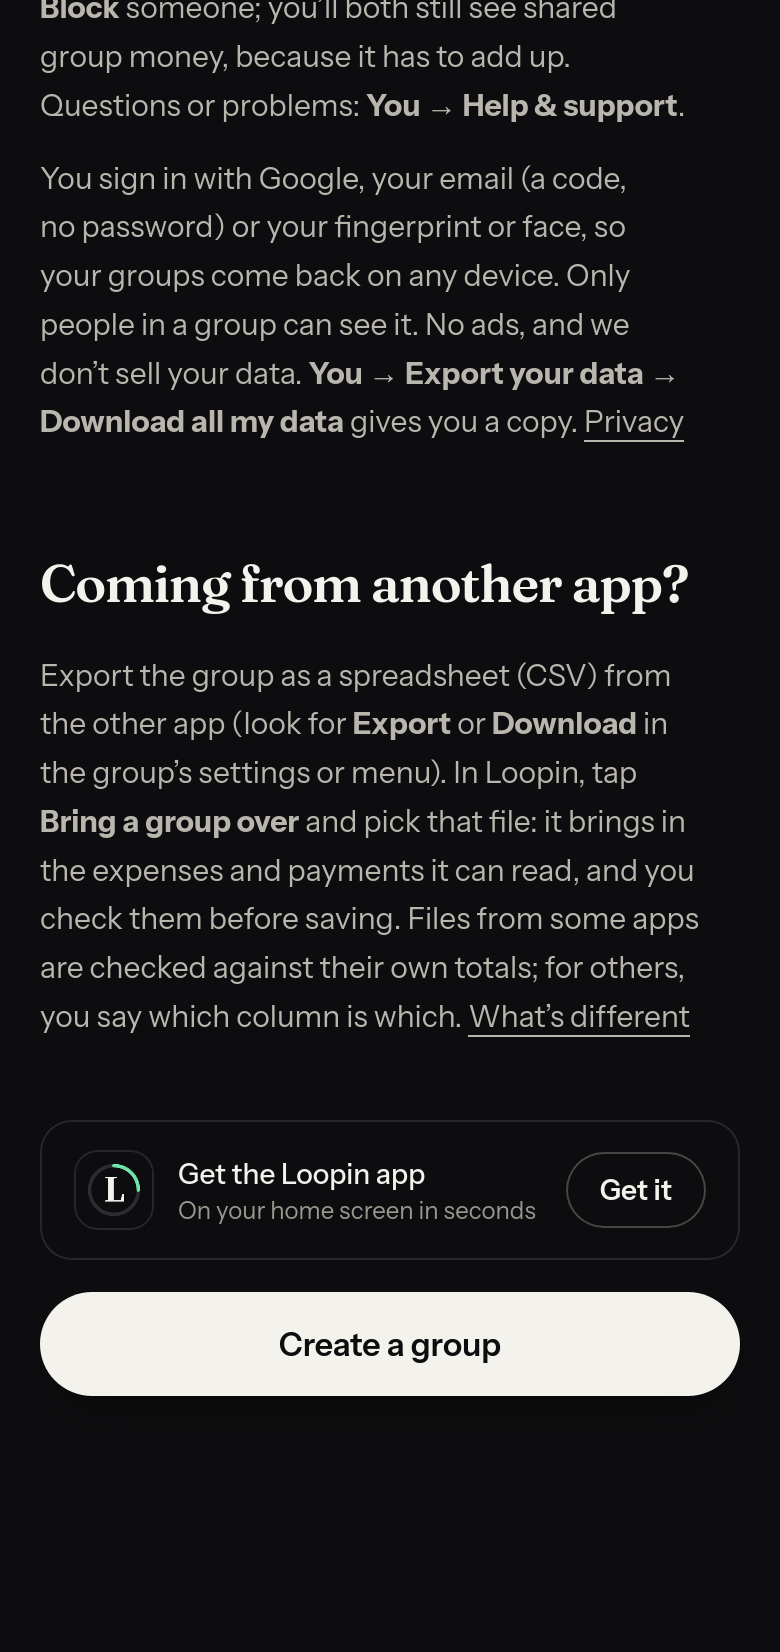 Block someone; you’ll both still see shared
group money, because it has to add up.
Questions or problems: You → Help & support.
You sign in with Google, your email (a code,
no password) or your fingerprint or face, so
your groups come back on any device. Only
people in a group can see it. No ads, and we
don’t sell your data. You → Export your data →
Download all my data gives you a copy. Privacy
Coming from another app?
Export the group as a spreadsheet (CSV) from
the other app (look for Export or Download in
the group’s settings or menu). In Loopin, tap
Bring a group over and pick that file: it brings in
the expenses and payments it can read, and you
check them before saving. Files from some apps
are checked against their own totals; for others,
you say which column is which. What’s different
L
Get the Loopin app
On your home screen in seconds
Get it
Create a group